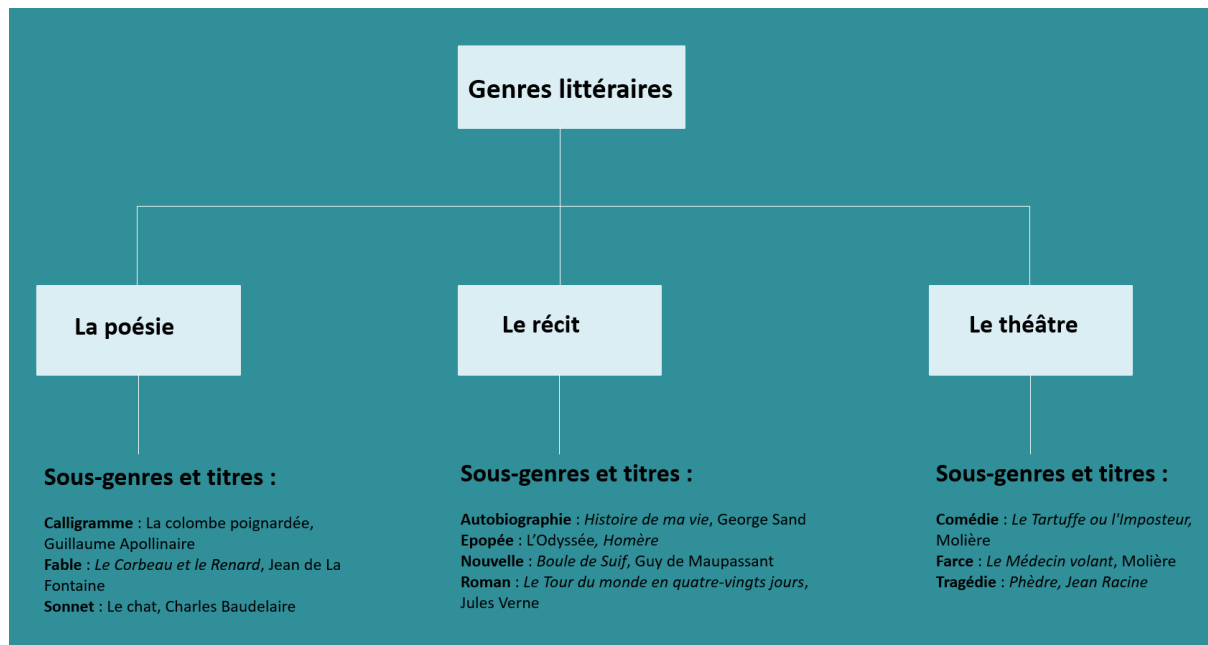 Genres littéraires
La poésie
Le récit
Le théâtre
Sous-genres et titres :
Calligramme : La colombe poignardée,
Guillaume Apollinaire
Fable : Le Corbeau et le Renard, Jean de La
Fontaine
Sonnet : Le chat, Charles Baudelaire
Sous-genres et titres :
Autobiographie : Histoire de ma vie, George Sand
Epopée : L’Odyssée, Homère
Nouvelle : Boule de Suif, Guy de Maupassant
Roman : Le Tour du monde en quatre-vingts jours,
Jules Verne
Sous-genres et titres :
Comédie : Le Tartuffe ou l'Imposteur,
Molière
Farce : Le Médecin volant, Molière
Tragédie : Phèdre, Jean Racine